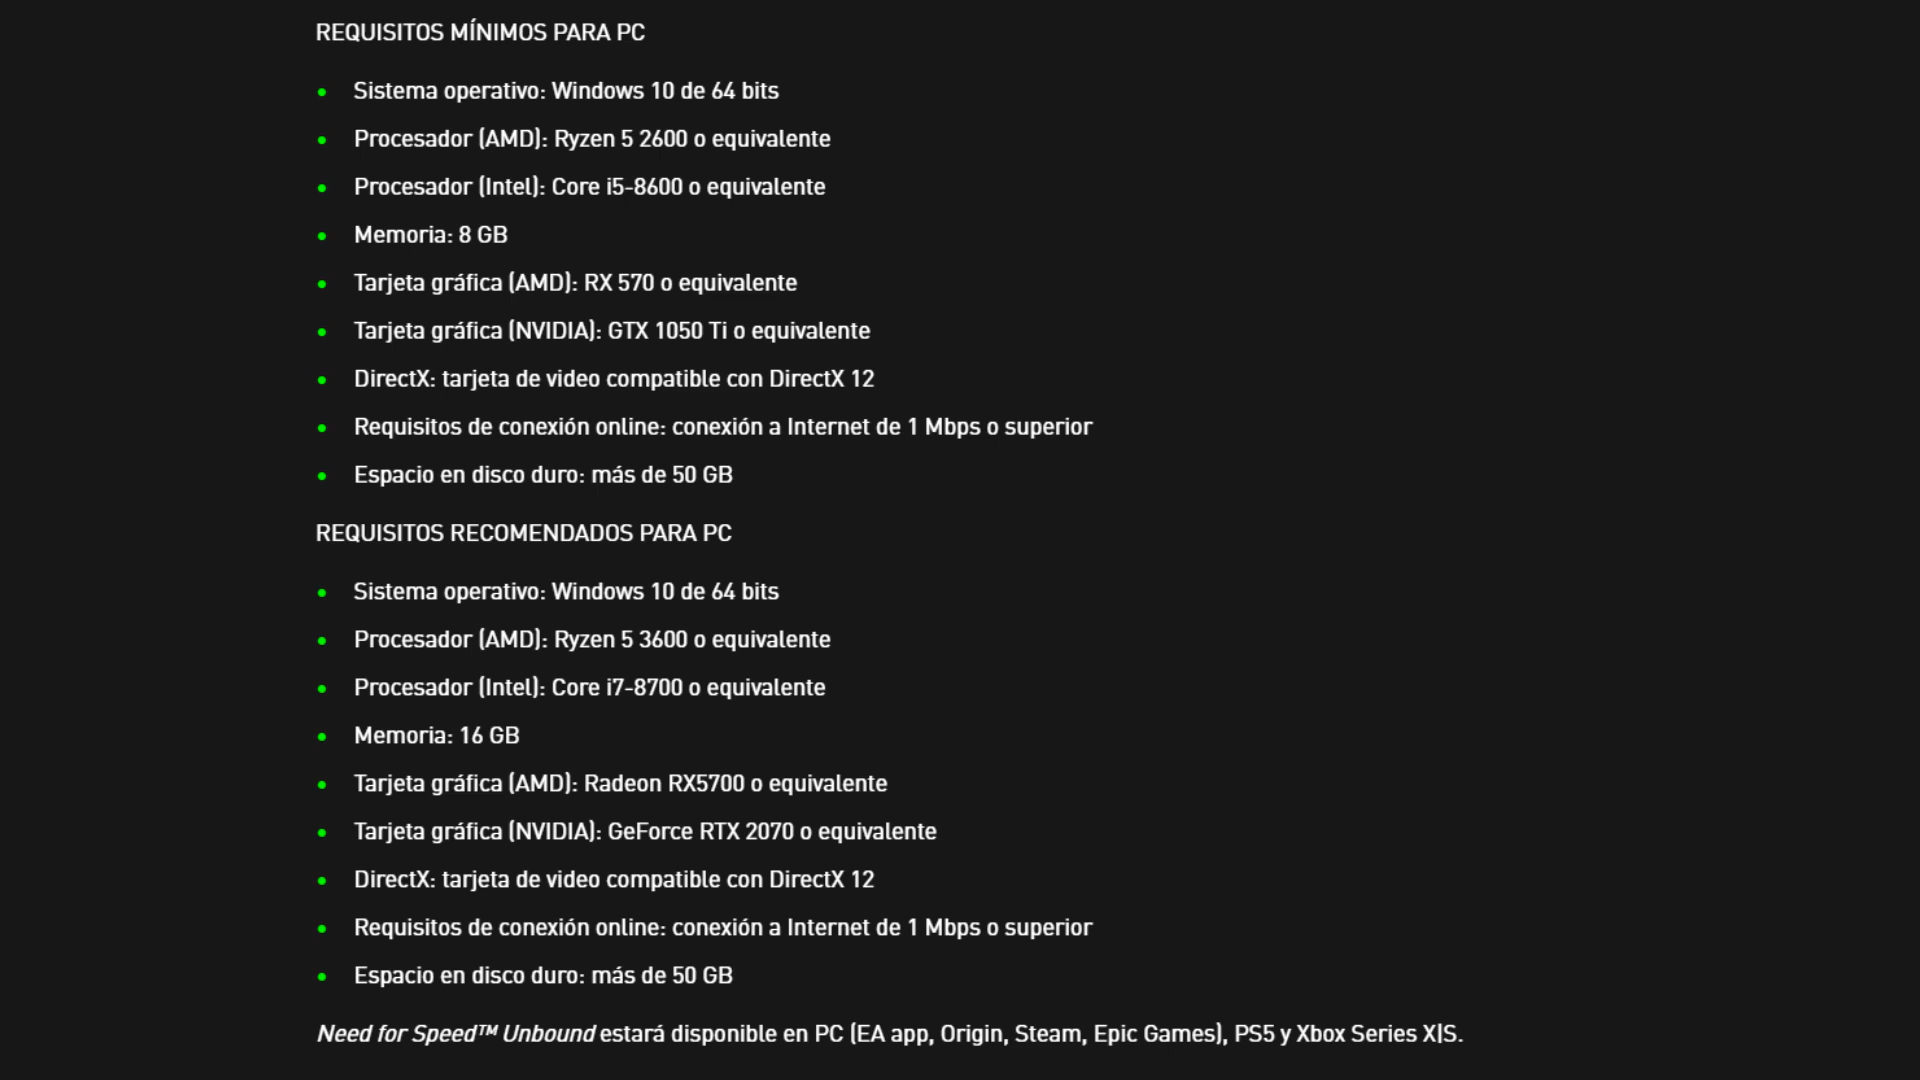 REQUISITOS MÍNIMOS PARA PC
• Sistema operativo: Windows 10 de 64 bits
• Procesador (AMD): Ryzen 5 2600 o equivalente
• Procesador (Intel): Core i5-8600 o equivalente
• Memoria: 8 GB
• Tarjeta gráfica (AMD): RX 570 o equivalente
• Tarjeta gráfica (NVIDIA): GTX 1050 Ti o equivalente
• DirectX: tarjeta de video compatible con DirectX 12
• Requisitos de conexión online: conexión a Internet de 1 Mbps o superior
• Espacio en disco duro: más de 50 GB
REQUISITOS RECOMENDADOS PARA PC
• Sistema operativo: Windows 10 de 64 bits
• Procesador (AMD): Ryzen 5 3600 o equivalente
• Procesador (Intel): Core i7-8700 o equivalente
• Memoria: 16 GB
• Tarjeta gráfica (AMD): Radeon RX5700 o equivalente
• Tarjeta gráfica (NVIDIA): GeForce RTX 2070 o equivalente
• DirectX: tarjeta de video compatible con DirectX 12
• Requisitos de conexión online: conexión a Internet de 1 Mbps o superior
• Espacio en disco duro: más de 50 GB
Need for Speed™ Unbound estará disponible en PC (EA app, Origin, Steam, Epic Games), PS5 y Xbox Series X|S.